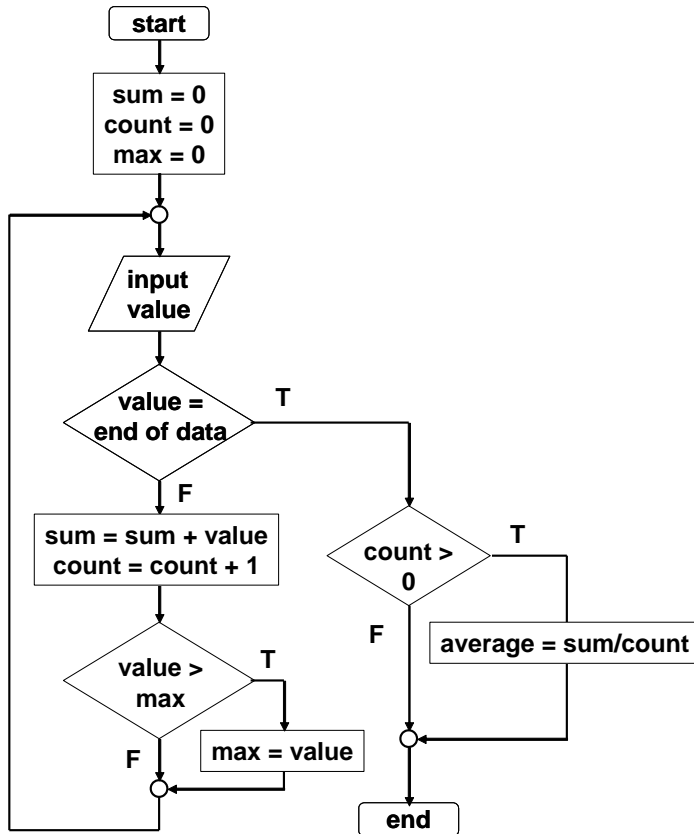 start
sum = 0
count = 0
max = 0
input
value
value =
end of data
T
F
sum = sum + value
count = count + 1
value >
max
T
F
max = value
count >
0
T
F
average = sum/count
end